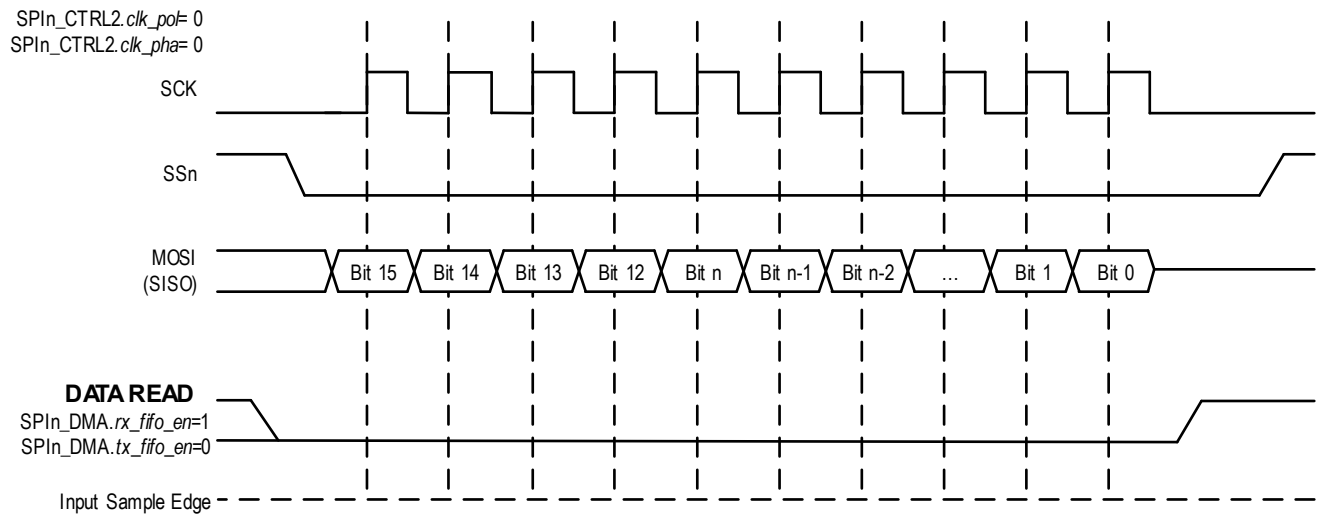 SPIn_CTRL2.clk_pol= 0
SPIn_CTRL2.clk_pha= 0
SCK
SSn
MOSI
(SISO)
Bit 15 Bit 14 Bit 13 Bit 12 Bit n Bit n-1 Bit n-2 ... Bit 1 Bit 0
DATA READ
SPIn_DMA.rx_fifo_en=1
SPIn_DMA.tx_fifo_en=0
Input Sample Edge